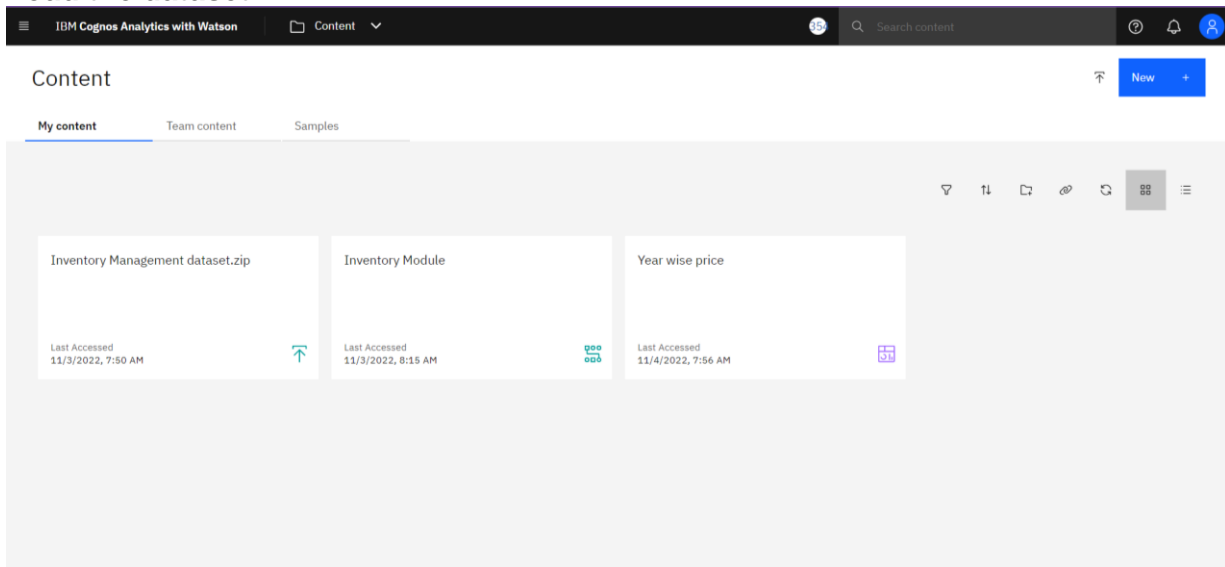 IBM Cognos Analytics with Watson
Content
354
Search content
Content
New +
My content
Team content
Samples
Inventory Management dataset.zip
Last Accessed
11/3/2022, 7:50 AM
Inventory Module
Last Accessed
11/3/2022, 8:15 AM
Year wise price
Last Accessed
11/4/2022, 7:56 AM